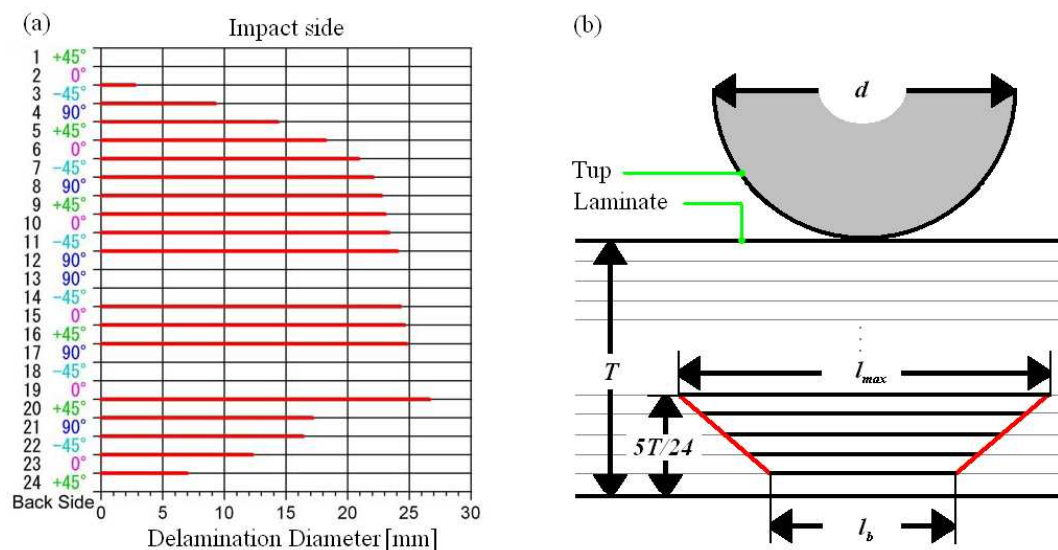 (a)
Impact side
1 +45°
2 0°
3 -45°
4 90°
5 +45°
6 0°
7 -45°
8 90°
9 +45°
10 0°
11 -45°
12 90°
13 90°
14 -45°
15 0°
16 +45°
17 90°
18 -45°
19 0°
20 +45°
21 90°
22 -45°
23 0°
24 +45°
Back Side
0 5 10 15 20 25 30
Delamination Diameter [mm]
(b)
d
Tup
Laminate
T
l_max
5T/24
l_b